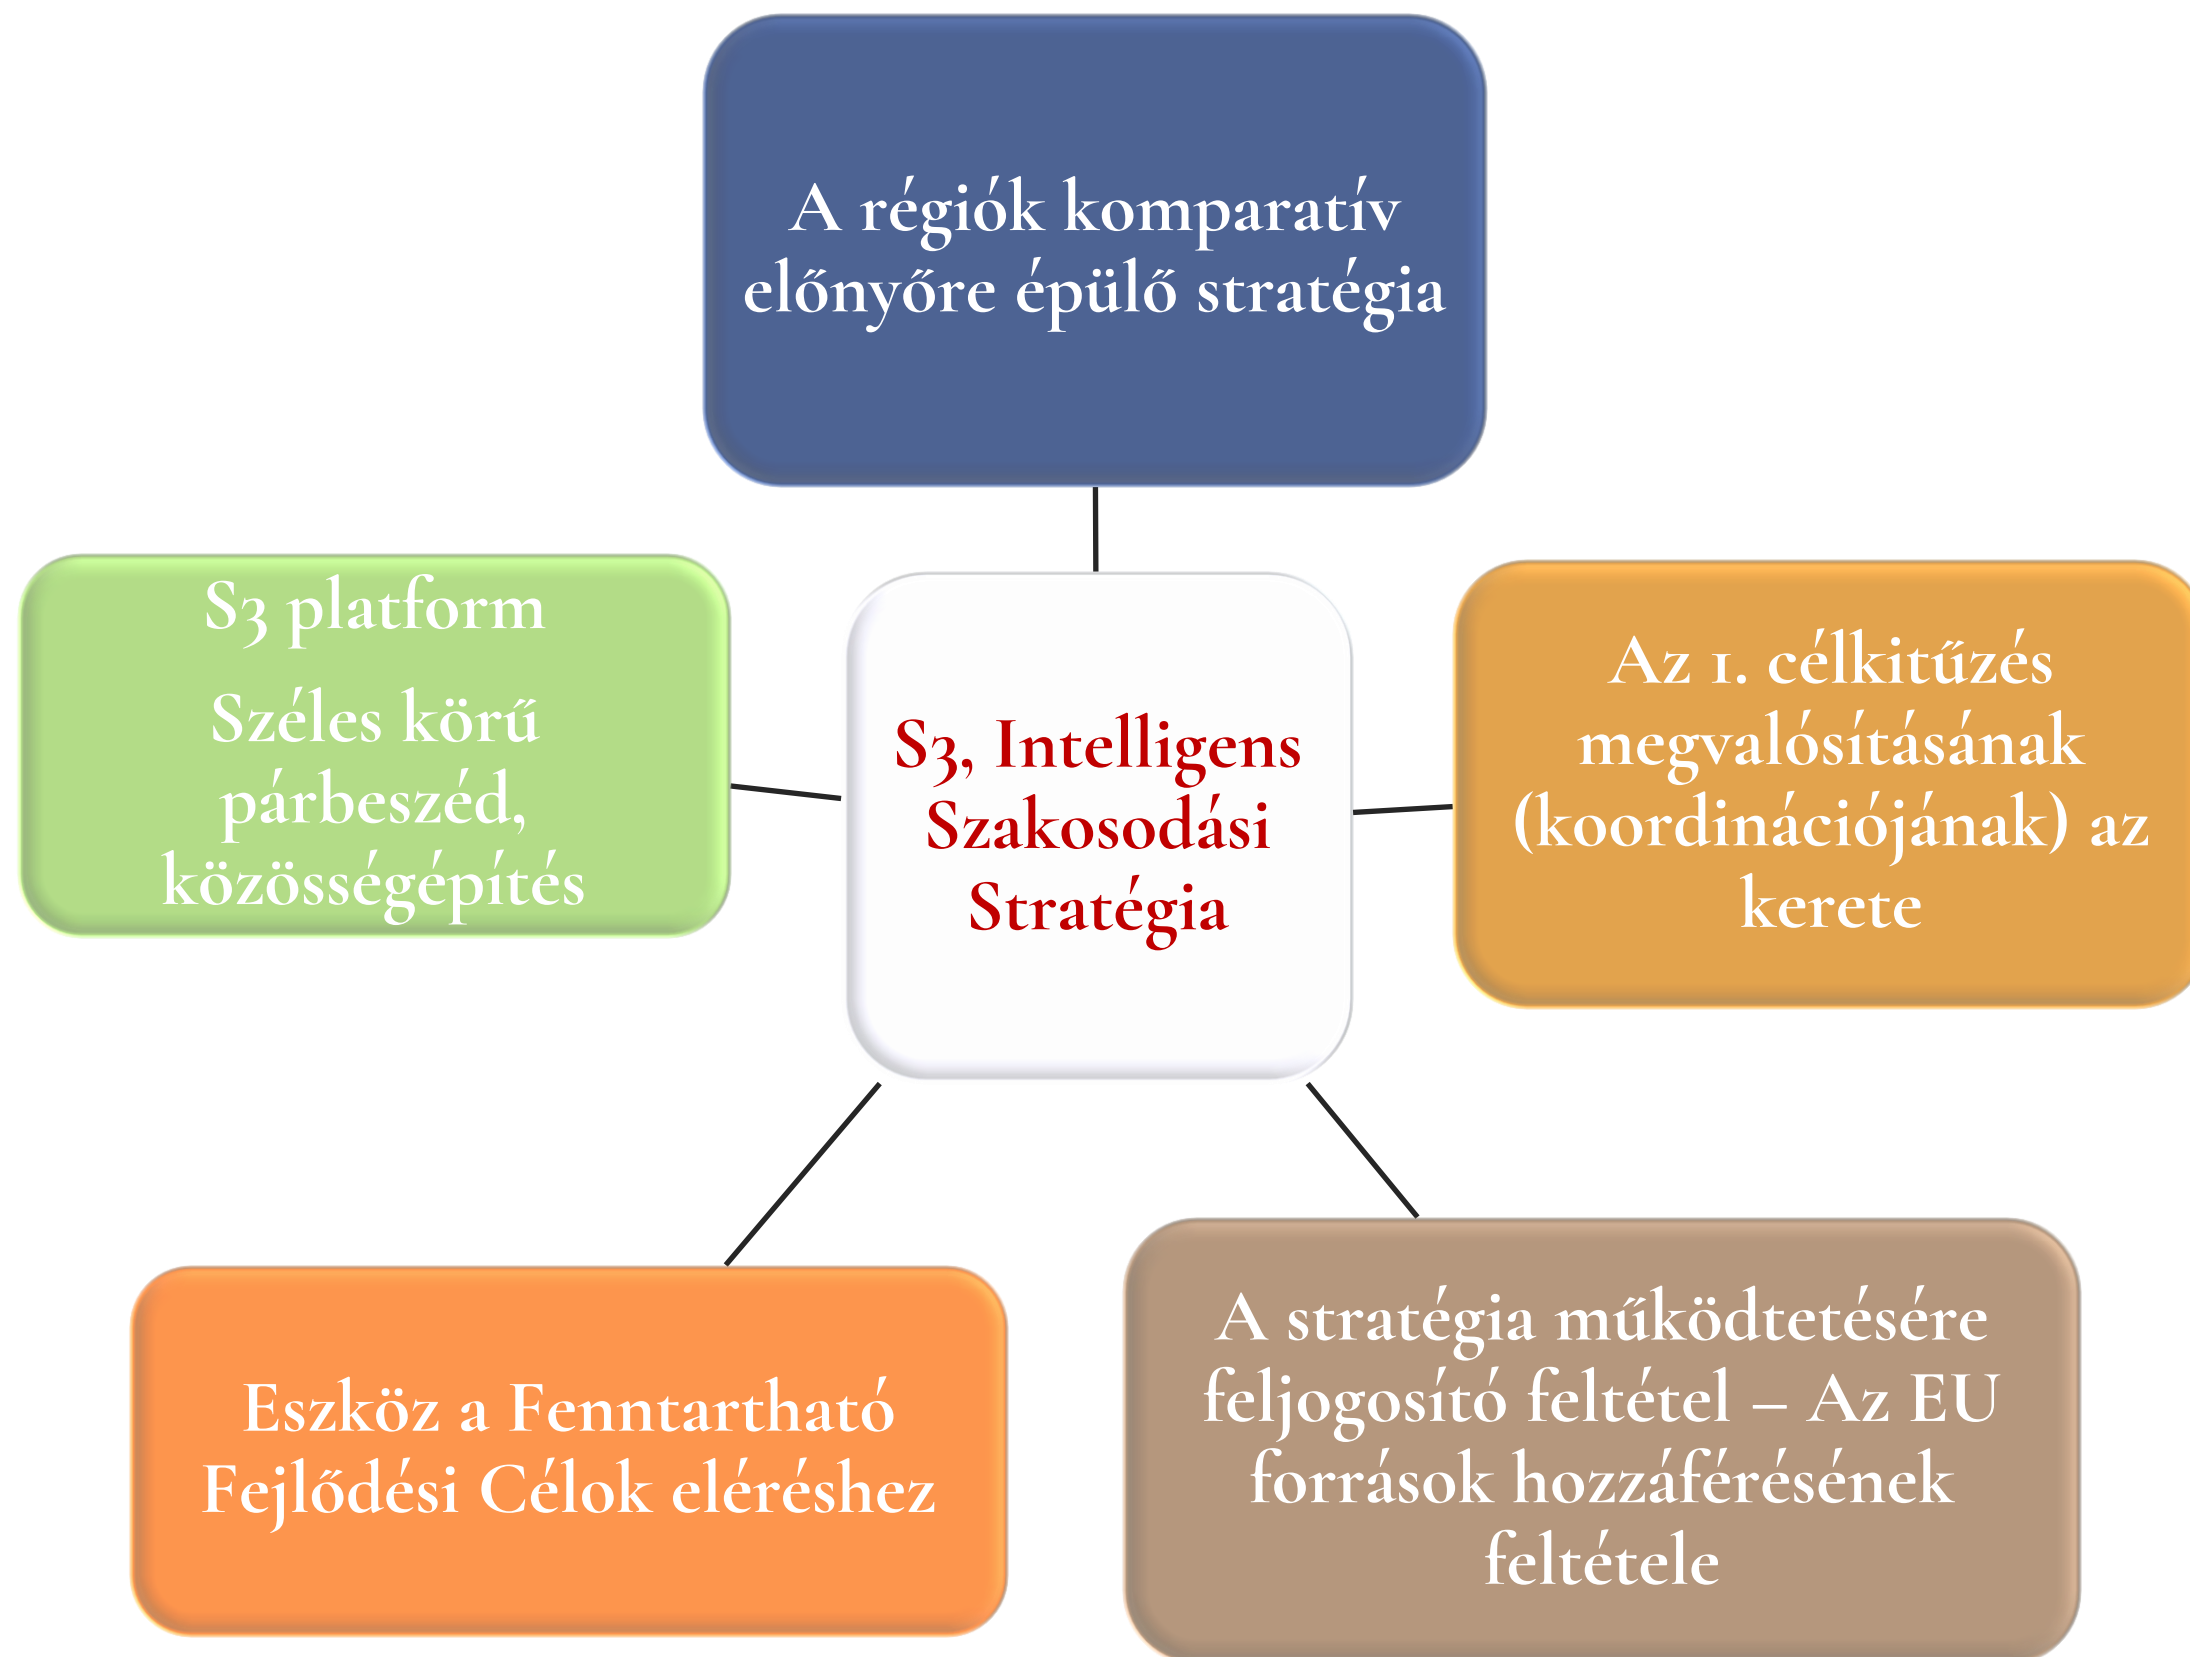 A régiók komparatív
előnyőre épülő stratégia
S3 platform
Széles körű
párbeszéd,
közösségépítés
S3, Intelligens
Szakosodási
Stratégia
Az 1. célkitűzés
megvalósításának
(koordinációjának) az
kerete
Eszköz a Fenntartható
Fejlődési Célok eléréshez
A stratégia működtetésére
feljogosító feltétel – Az EU
források hozzáférésének
feltétele